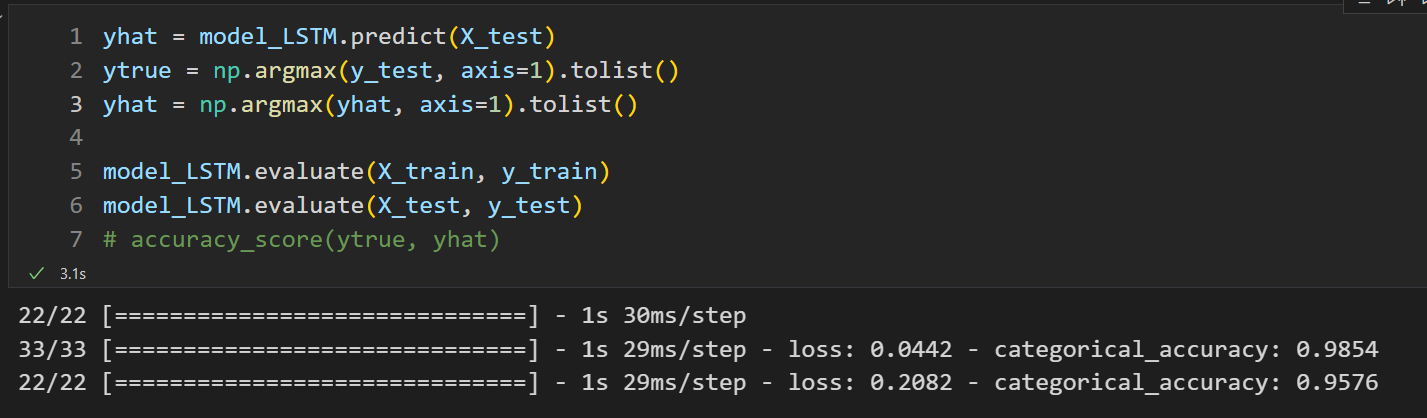 1 yhat = model_LSTM.predict(X_test)
2 ytrue = np.argmax(y_test, axis=1).tolist()
3 yhat = np.argmax(yhat, axis=1).tolist()
4
5 model_LSTM.evaluate(X_train, y_train)
6 model_LSTM.evaluate(X_test, y_test)
7 # accuracy_score(ytrue, yhat)
✓ 3.1s
22/22 [==============================] - 1s 30ms/step
33/33 [==============================] - 1s 29ms/step - loss: 0.0442 - categorical_accuracy: 0.9854
22/22 [==============================] - 1s 29ms/step - loss: 0.2082 - categorical_accuracy: 0.9576